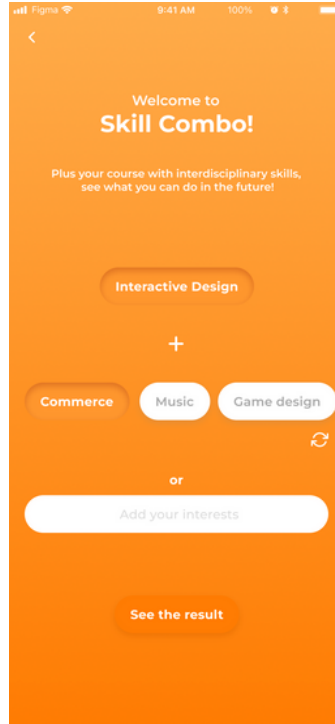 Figma 9:41 AM 100%
Welcome to
Skill Combo!
Plus your course with interdisciplinary skills,
see what you can do in the future!
Interactive Design
+
Commerce Music Game design
or
Add your interests
See the result